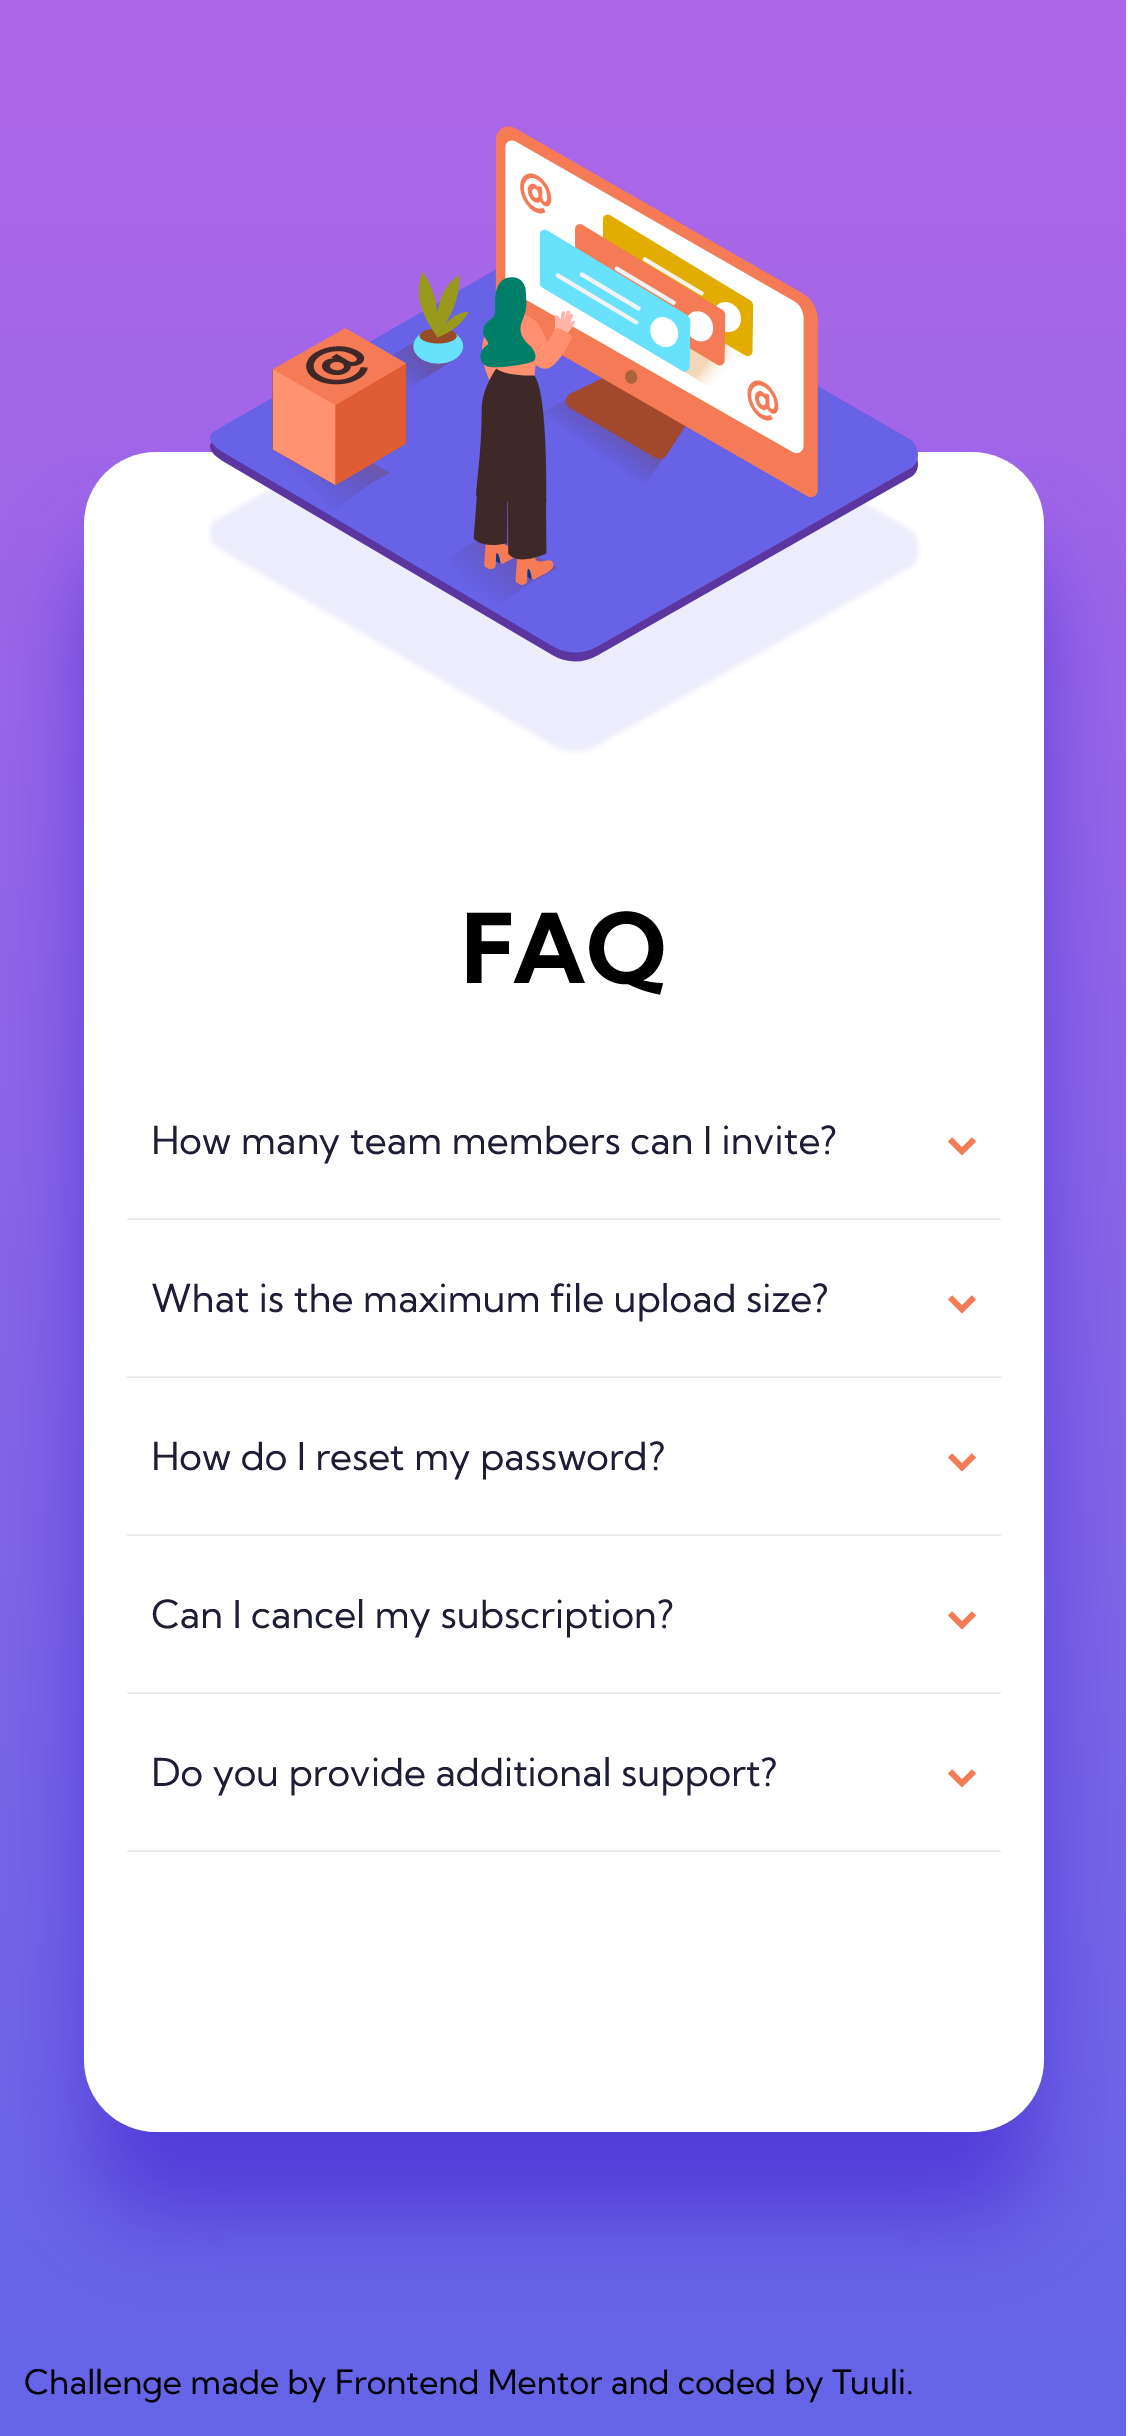 @
@
@
FAQ
How many team members can I invite?
What is the maximum file upload size?
How do I reset my password?
Can I cancel my subscription?
Do you provide additional support?
Challenge made by Frontend Mentor and coded by Tuuli.